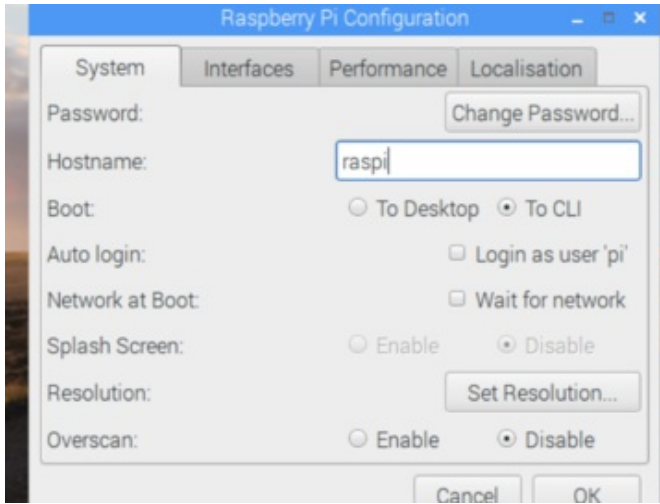 Raspberry Pi Configuration
System Interfaces Performance Localisation
Password: Change Password...
Hostname: raspi
Boot: To Desktop To CLI
Auto login: Login as user 'pi'
Network at Boot: Wait for network
Splash Screen: Enable Disable
Resolution: Set Resolution...
Overscan: Enable Disable
Cancel OK